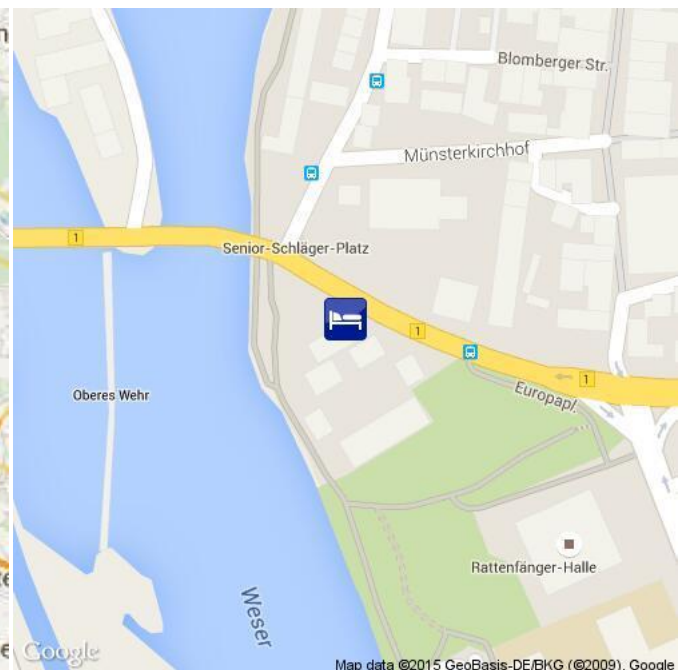 Blomberger Str.
Münsterkirchhof
1
Senior-Schläger-Platz
1
1
Europapl.
Oberes Wehr
Rattenfänger-Halle
Weser
Google
Map data ©2015 GeoBasis-DE/BKG (©2009), Google